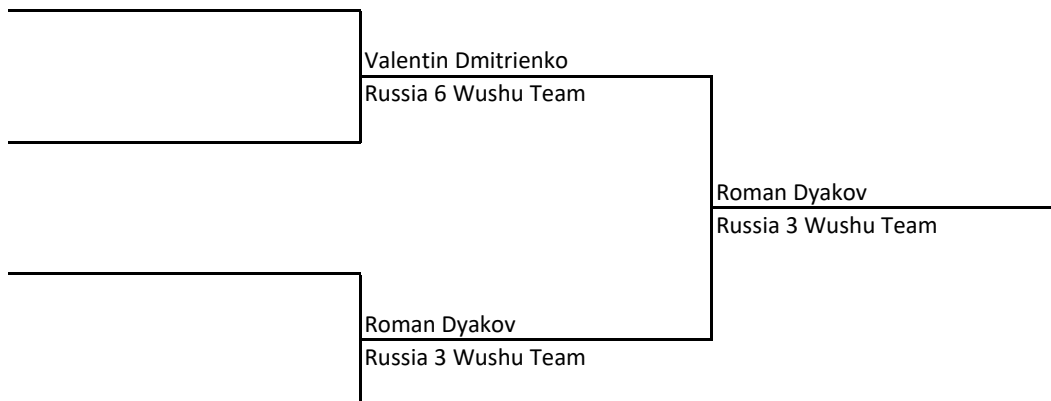 Valentin Dmitrienko
Russia 6 Wushu Team
Roman Dyakov
Russia 3 Wushu Team
Roman Dyakov
Russia 3 Wushu Team